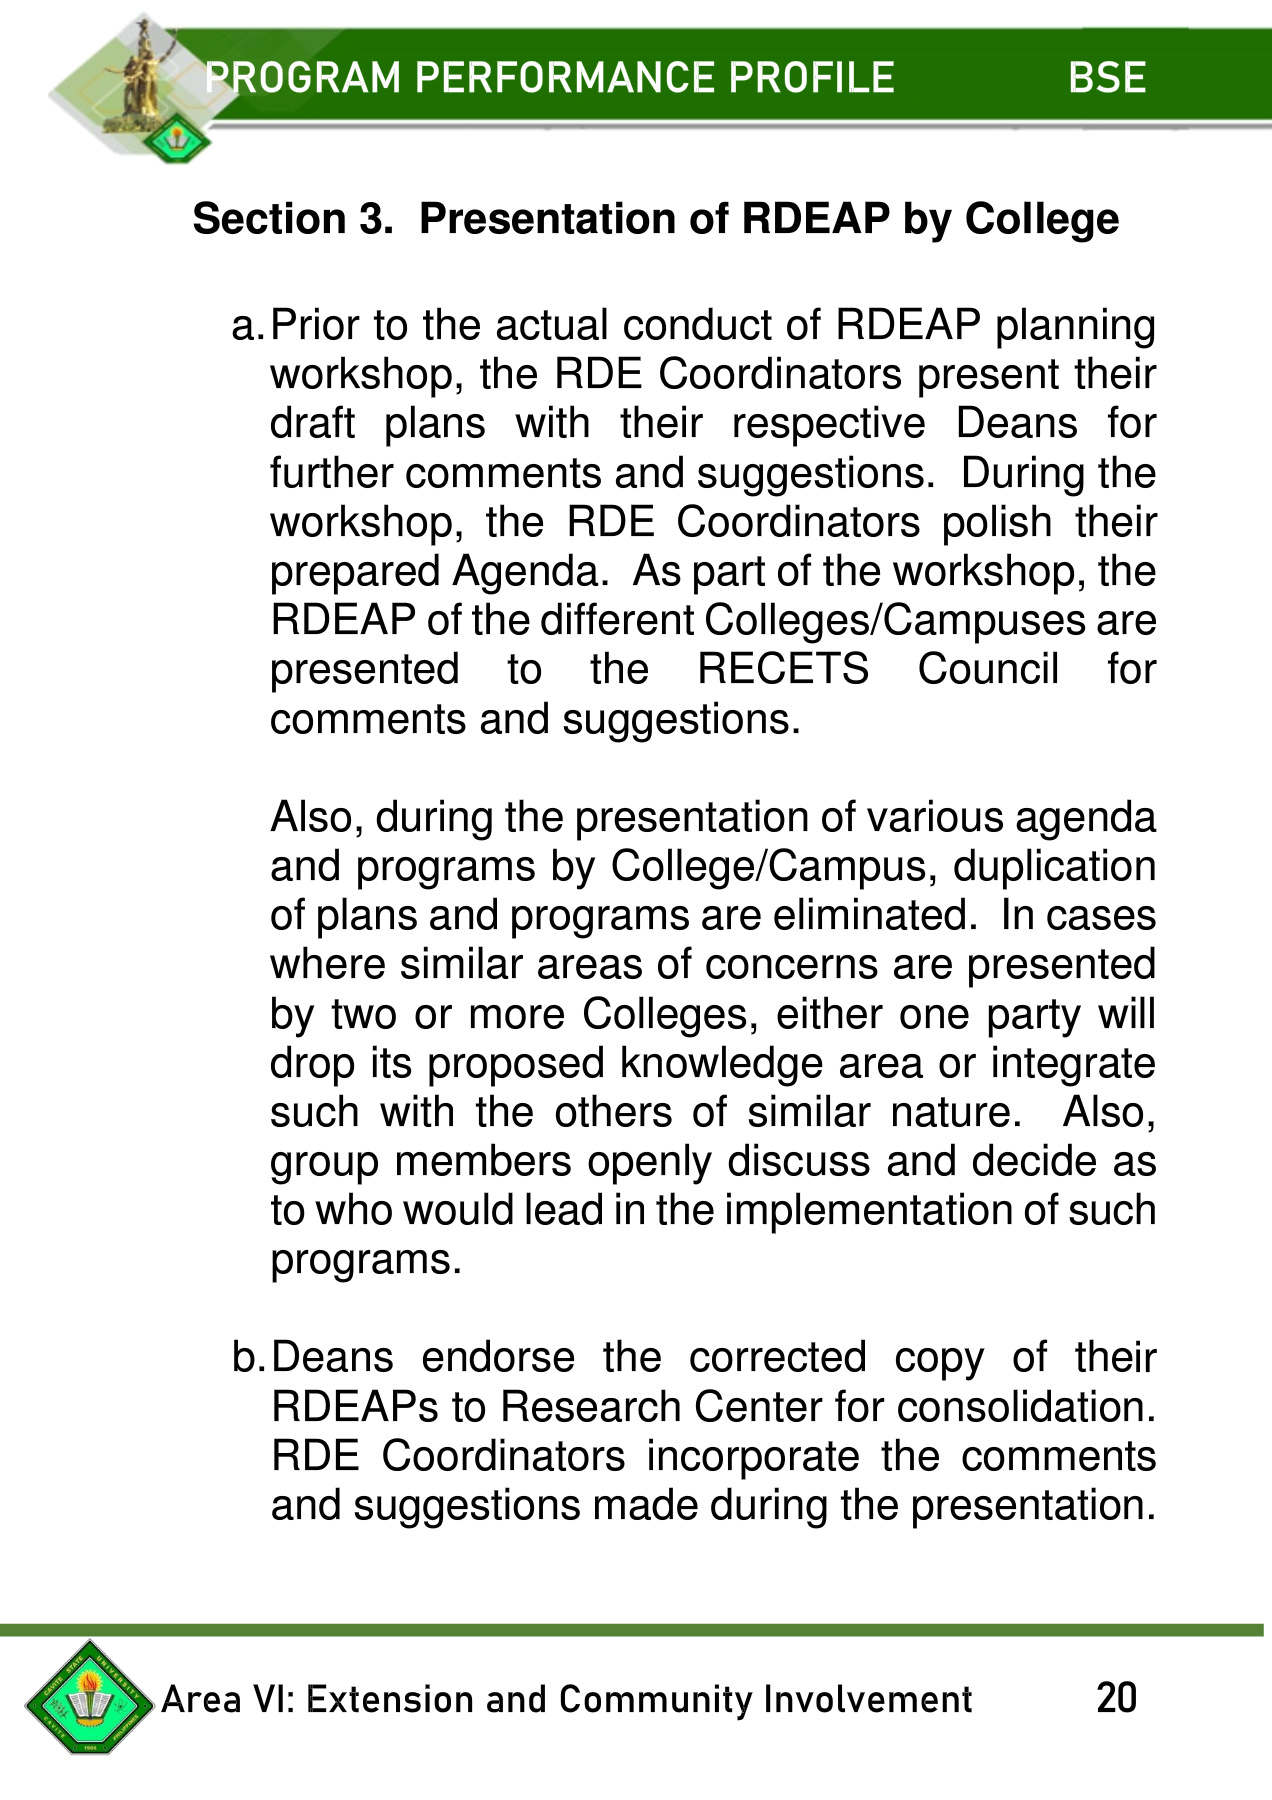 PROGRAM PERFORMANCE PROFILE BSE
Section 3.  Presentation of RDEAP by College
a. Prior to the actual conduct of RDEAP planning
workshop, the RDE Coordinators present their
draft plans with their respective Deans for
further comments and suggestions.  During the
workshop, the RDE Coordinators polish their
prepared Agenda.  As part of the workshop, the
RDEAP of the different Colleges/Campuses are
presented to the RECETS Council for
comments and suggestions.
Also, during the presentation of various agenda
and programs by College/Campus, duplication
of plans and programs are eliminated.  In cases
where similar areas of concerns are presented
by two or more Colleges, either one party will
drop its proposed knowledge area or integrate
such with the others of similar nature.  Also,
group members openly discuss and decide as
to who would lead in the implementation of such
programs.
b. Deans endorse the corrected copy of their
RDEAPs to Research Center for consolidation.
RDE Coordinators incorporate the comments
and suggestions made during the presentation.
CAVITE STATE UNIVERSITY
CAVITE 1906 PHILIPPINES
Area VI: Extension and Community Involvement 20